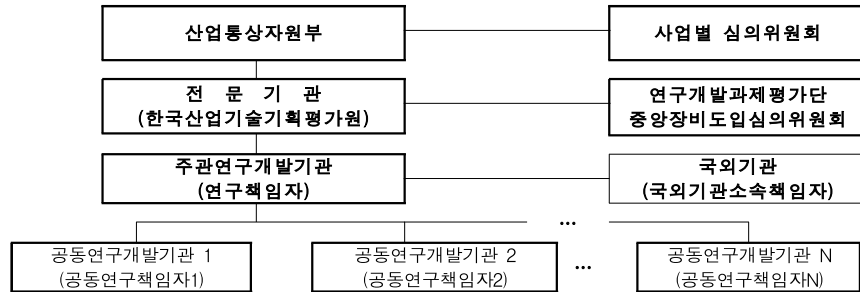 산업통상자원부
사업별 심의위원회
전 문 기 관
(한국산업기술기획평가원)
연구개발과제평가단
중앙장비도입심의위원회
주관연구개발기관
(연구책임자)
국외기관
(국외기관소속책임자)
...
공동연구개발기관 1
(공동연구책임자1)
공동연구개발기관 2
(공동연구책임자2)
...
공동연구개발기관 N
(공동연구책임자N)